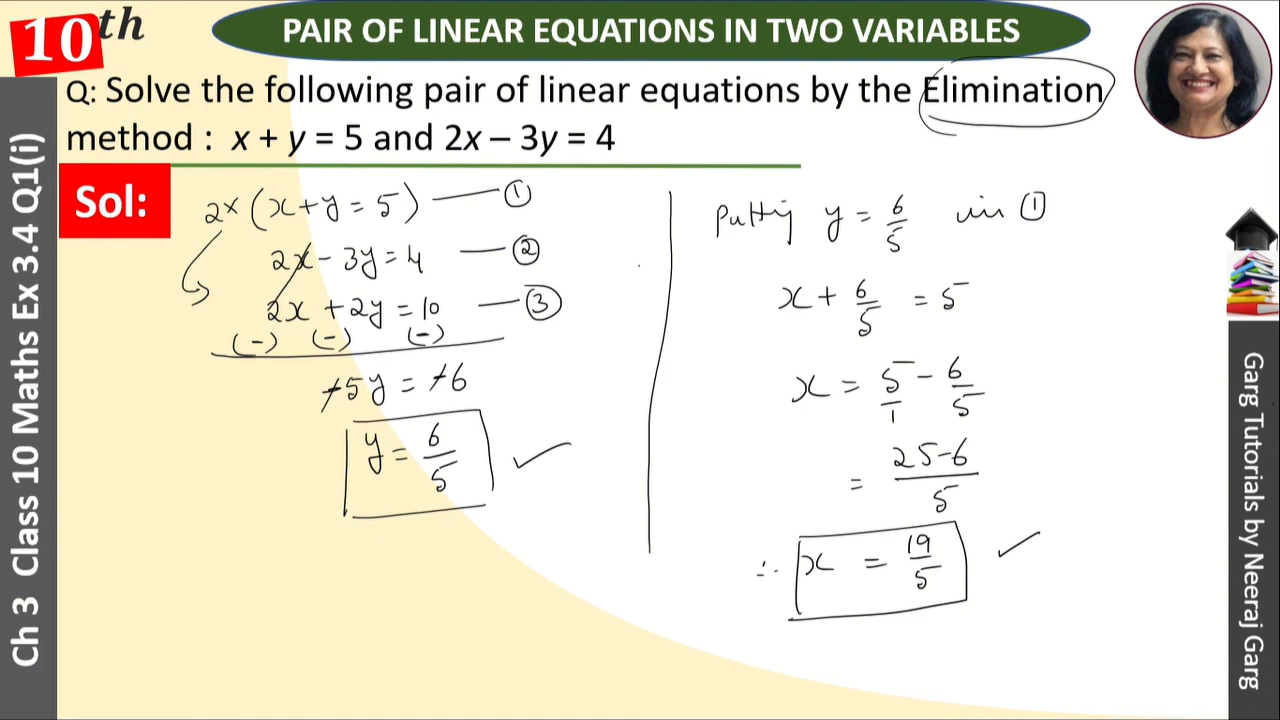 10th
PAIR OF LINEAR EQUATIONS IN TWO VARIABLES
Q: Solve the following pair of linear equations by the Elimination
method : x + y = 5 and 2x – 3y = 4
Sol:
2× (x+y = 5) — ①
2x - 3y = 4 — ②
2x + 2y = 10 — ③
(-) (-) (-)
-5y = -6
y = 6/5
Putting y = 6/5 in ①
x + 6/5 = 5
x = 5/1 - 6/5
= 25-6/5
∴ x = 19/5
Ch 3 Class 10 Maths Ex 3.4 Q1(i)
Garg Tutorials by Neeraj Garg